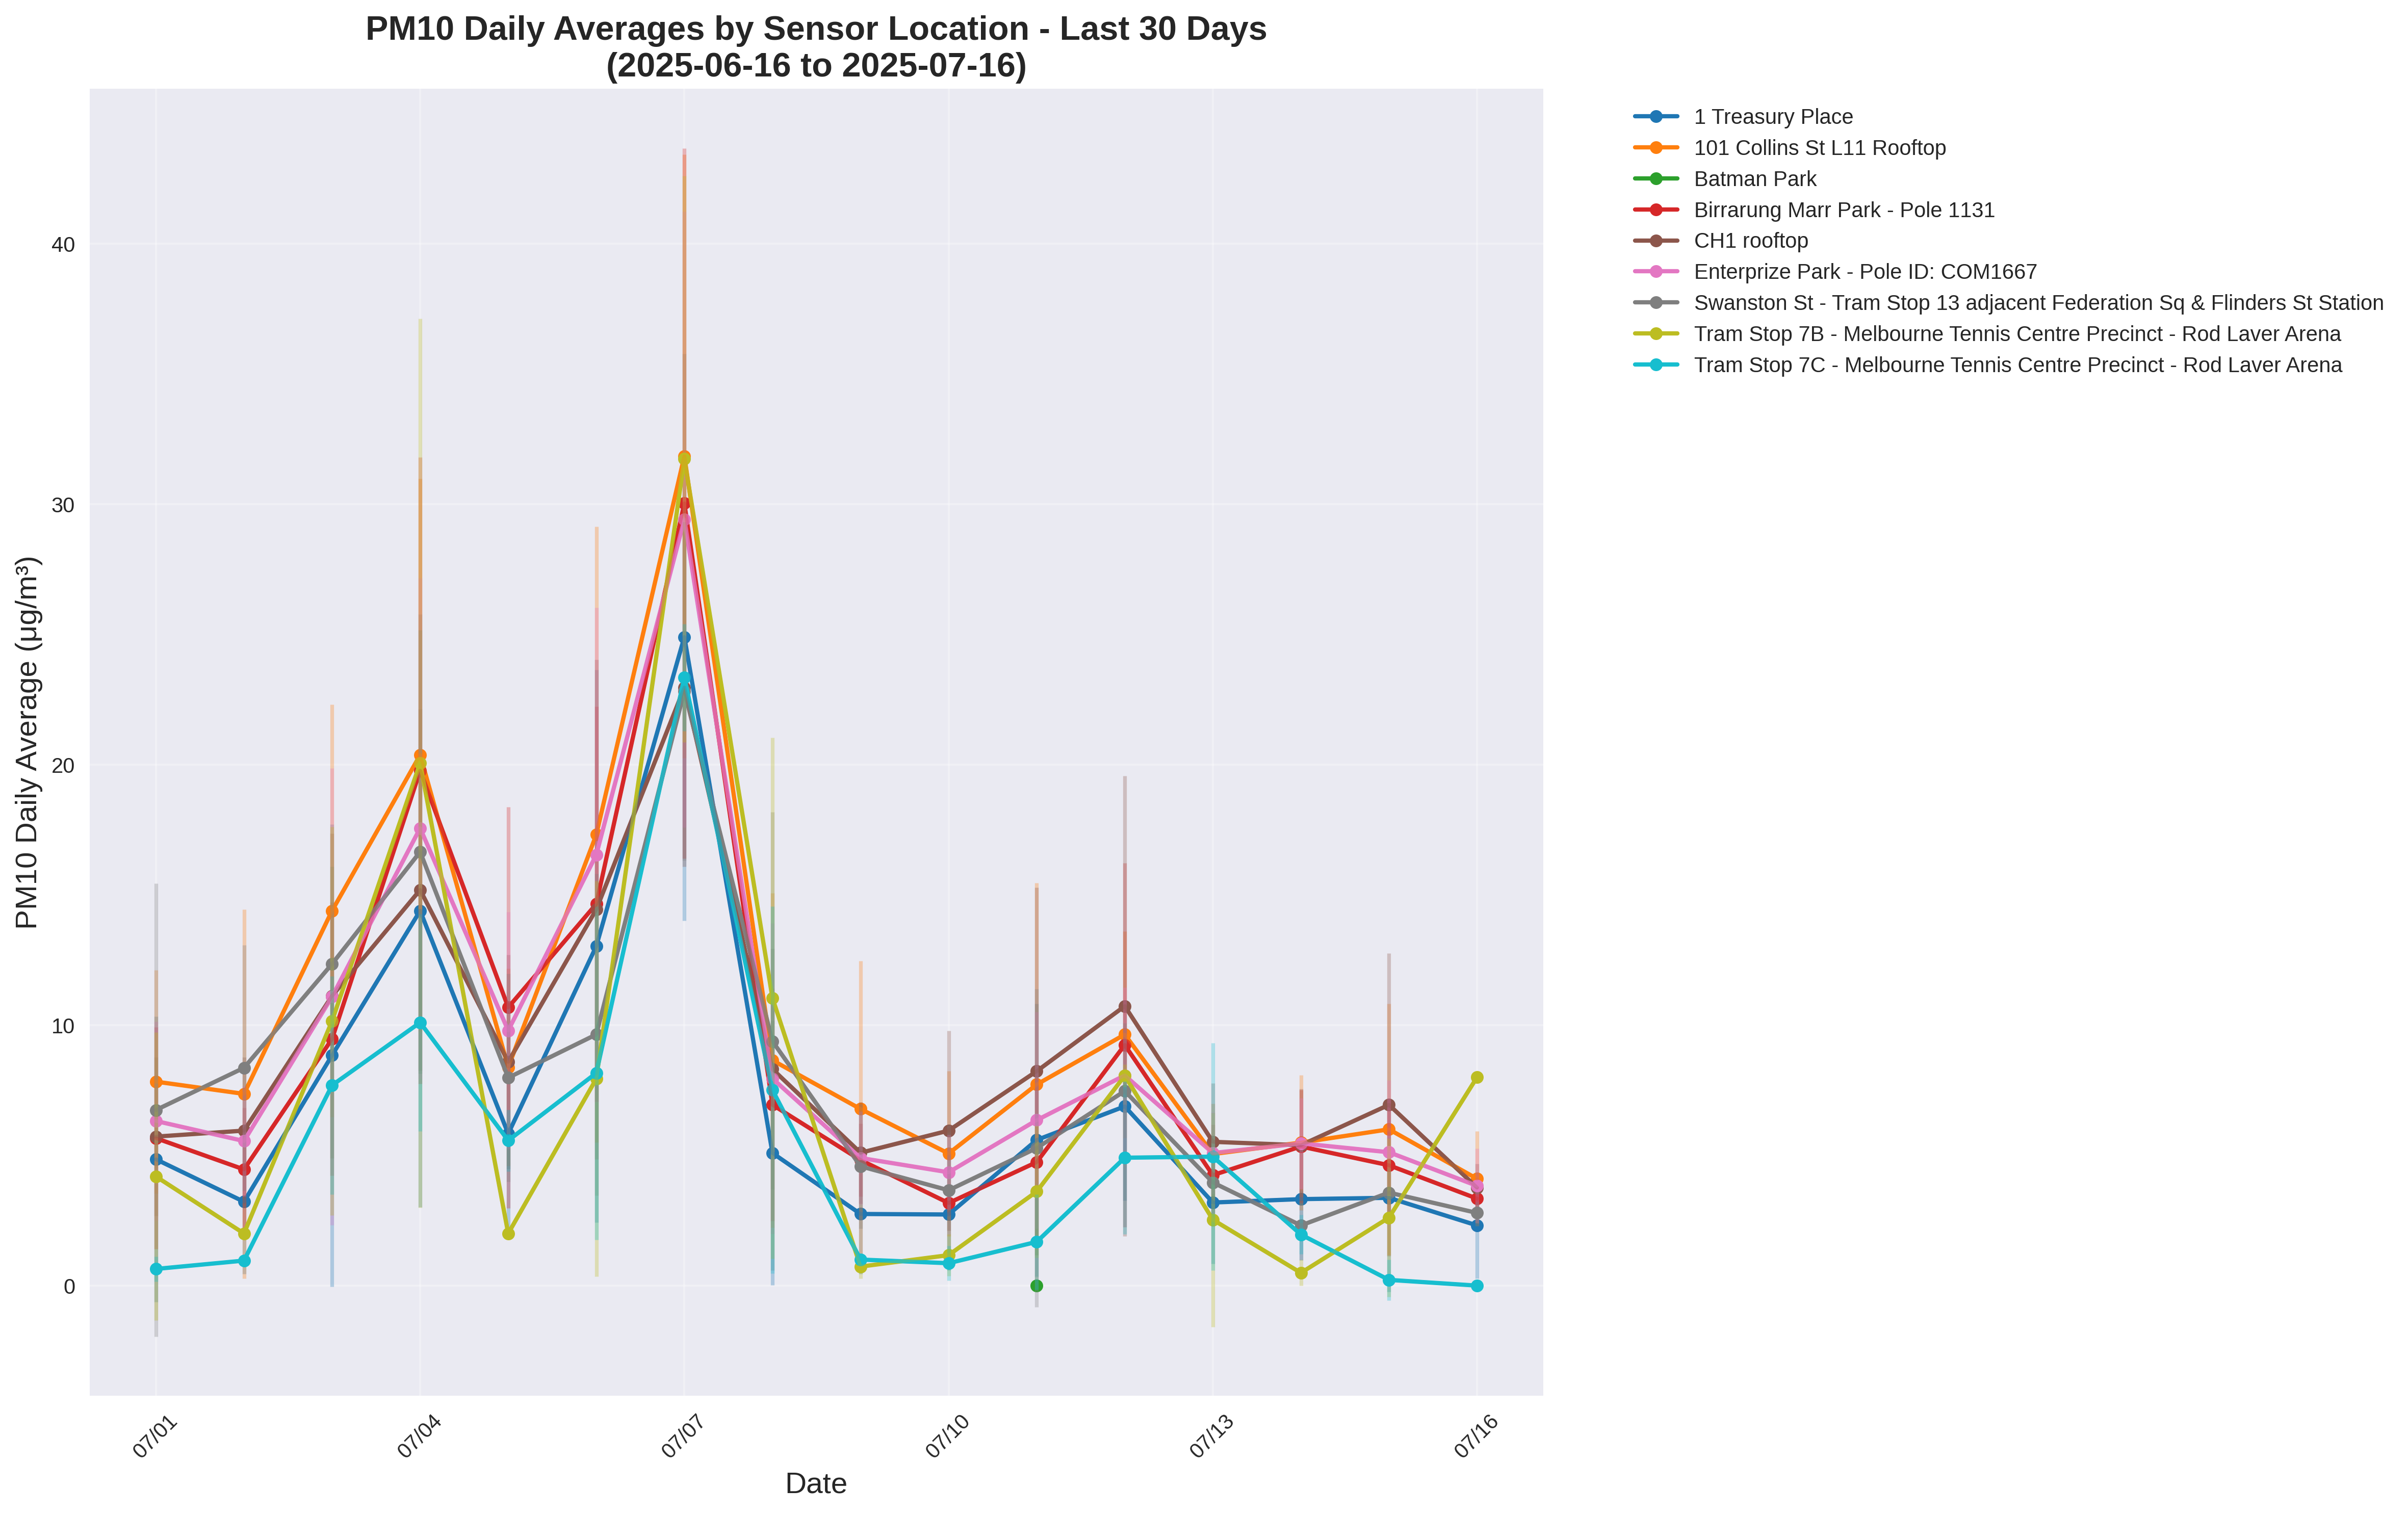 PM10 Daily Averages by Sensor Location - Last 30 Days
(2025-06-16 to 2025-07-16)
1 Treasury Place
101 Collins St L11 Rooftop
Batman Park
Birrarung Marr Park - Pole 1131
CH1 rooftop
Enterprize Park - Pole ID: COM1667
Swanston St - Tram Stop 13 adjacent Federation Sq & Flinders St Station
Tram Stop 7B - Melbourne Tennis Centre Precinct - Rod Laver Arena
Tram Stop 7C - Melbourne Tennis Centre Precinct - Rod Laver Arena
PM10 Daily Average (μg/m³)
40
30
20
10
0
07/01
07/04
07/07
07/10
07/13
07/16
Date